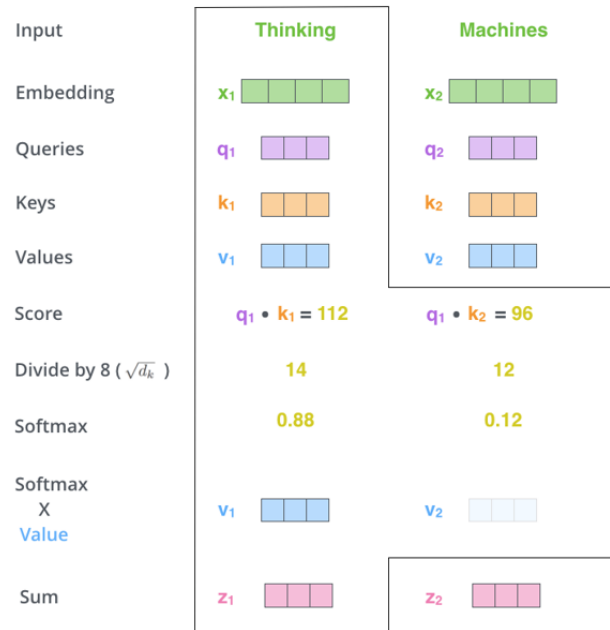 Input Thinking Machines
Embedding x₁ x₂
Queries q₁ q₂
Keys k₁ k₂
Values v₁ v₂
Score q₁ • k₁ = 112 q₁ • k₂ = 96
Divide by 8 ( √dₖ ) 14 12
Softmax 0.88 0.12
Softmax
X v₁ v₂
Value
Sum z₁ z₂